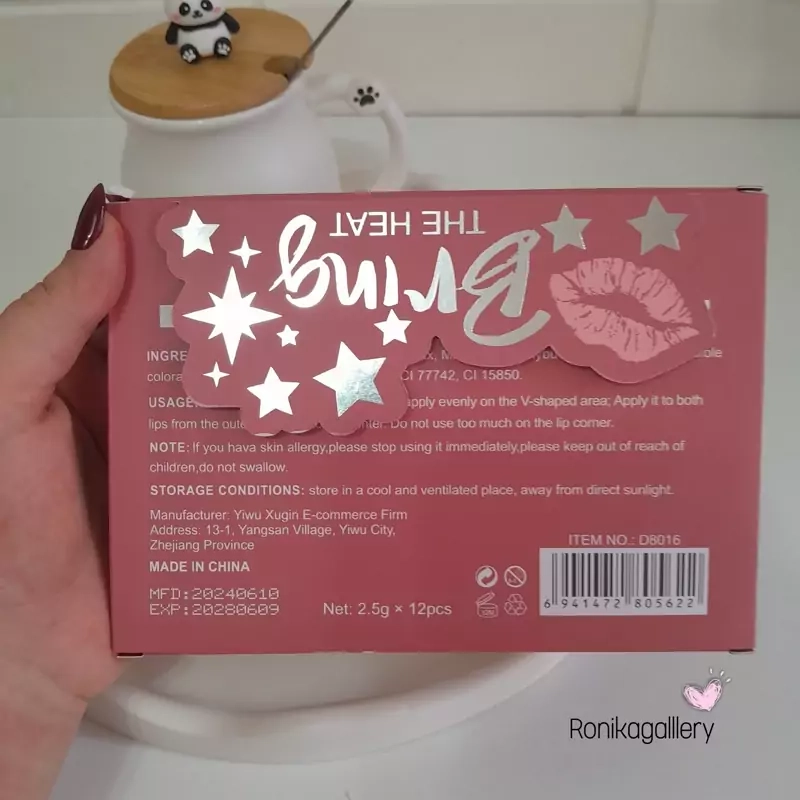 THE HEAT
Bring
INGRE
colora CI 77742, CI 15850.
USAGE apply evenly on the V-shaped area; Apply it to both
lips from the oute Do not use too much on the lip corner.
NOTE: If you hava skin allergy,please stop using it immediately,please keep out of reach of
children,do not swallow.
STORAGE CONDITIONS: store in a cool and ventilated place, away from direct sunlight.
Manufacturer: Yiwu Xugin E-commerce Firm
Address: 13-1, Yangsan Village, Yiwu City,
Zhejiang Province
MADE IN CHINA
MFD:20240610
EXP:20280609
Net: 2.5g × 12pcs
ITEM NO.: D8016
6 941472 805622
Ronikagalllery